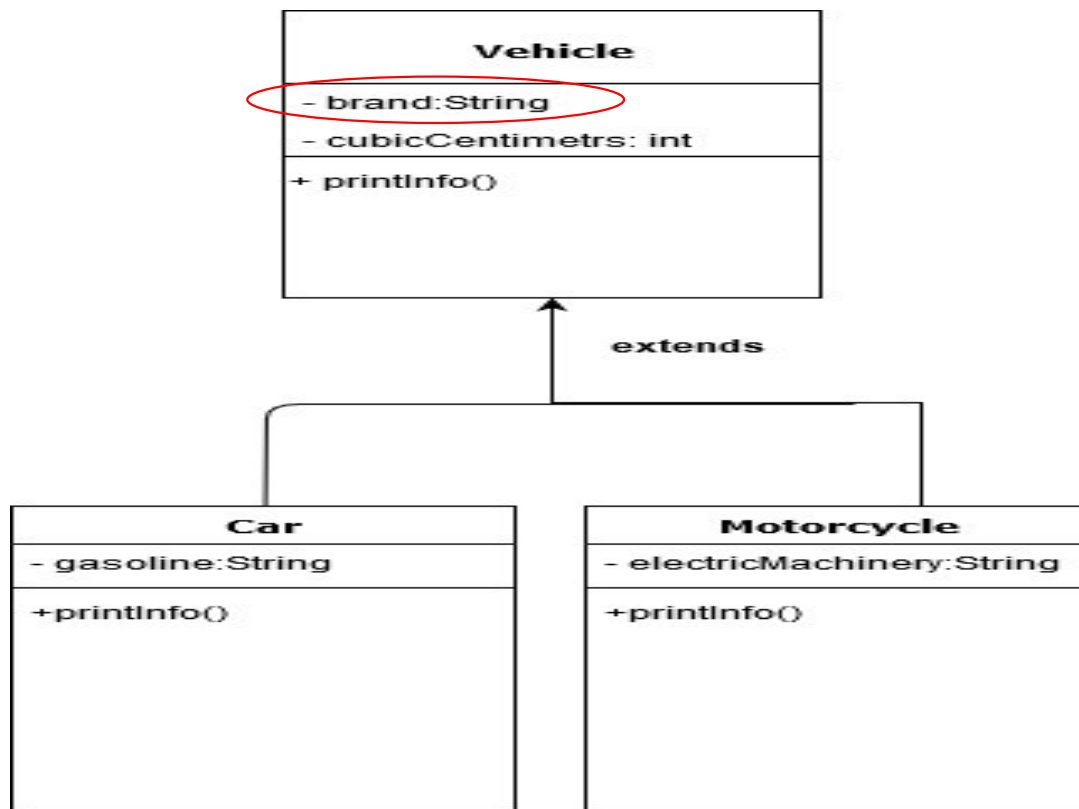 Vehicle
- brand:String
- cubicCentimetrs: int
+ printInfo()
extends
Car
- gasoline:String
+printInfo()
Motorcycle
- electricMachinery:String
+printInfo()